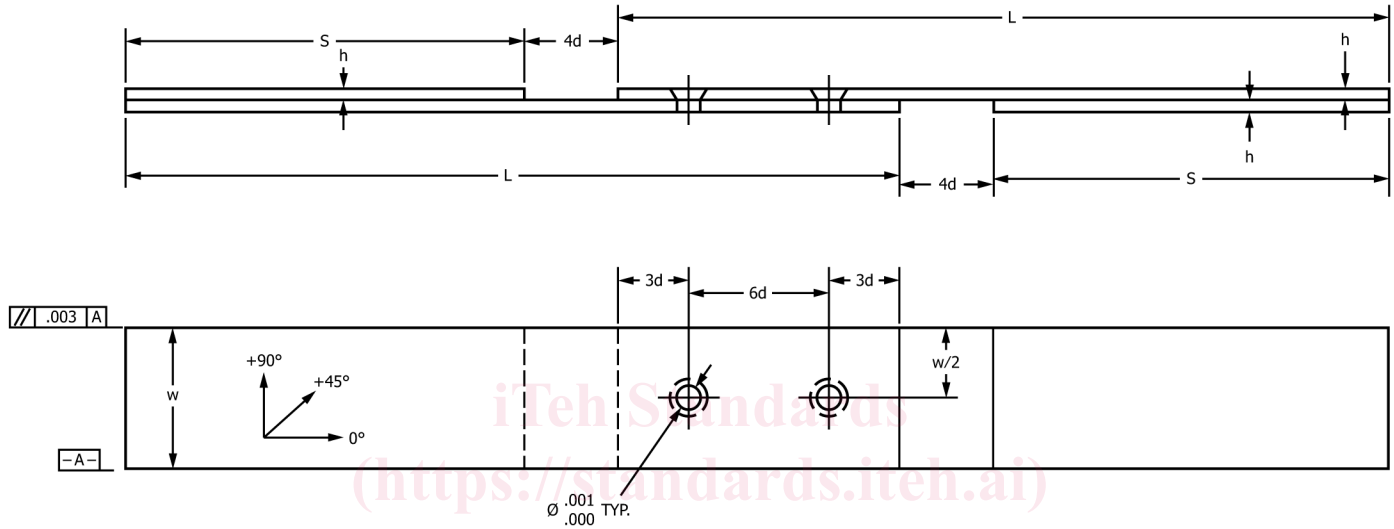 L
S
4d
h
h
h
L
4d
S
3d
6d
3d
// .003 A
w
+90°
+45°
0°
w/2
-A-
iTeh Standards
(https://standards.iteh.ai)
Ø .001 TYP.
.000